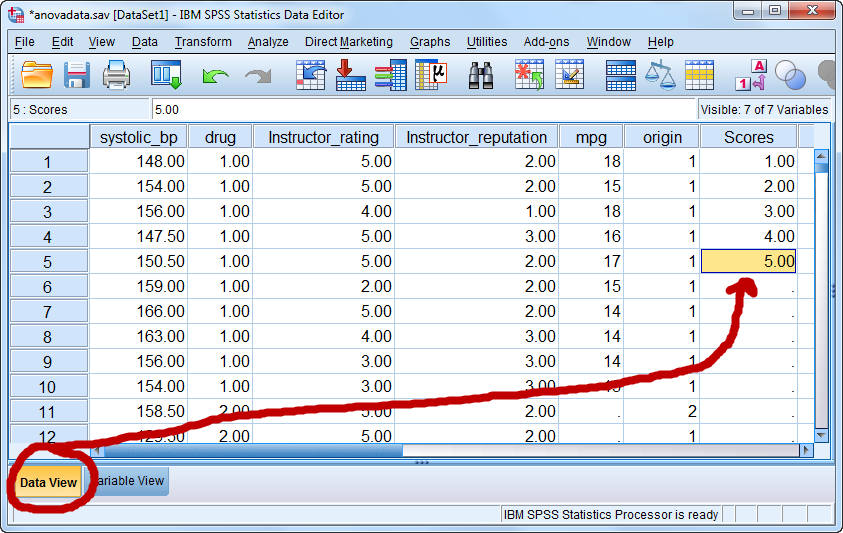 *anovadata.sav [DataSet1] - IBM SPSS Statistics Data Editor
File Edit View Data Transform Analyze Direct Marketing Graphs Utilities Add-ons Window Help
A
1
5 : Scores 5.00 Visible: 7 of 7 Variables
systolic_bp drug Instructor_rating Instructor_reputation mpg origin Scores
1 148.00 1.00 5.00 2.00 18 1 1.00
2 154.00 1.00 5.00 2.00 15 1 2.00
3 156.00 1.00 4.00 1.00 18 1 3.00
4 147.50 1.00 5.00 3.00 16 1 4.00
5 150.50 1.00 5.00 2.00 17 1 5.00
6 159.00 1.00 2.00 2.00 15 1 .
7 166.00 1.00 5.00 2.00 14 1 .
8 163.00 1.00 4.00 3.00 14 1 .
9 156.00 1.00 3.00 3.00 14 1 .
10 154.00 1.00 3.00 3.00 1 .
11 158.50 2.00 5.00 2.00 . 2 .
12 2.00 5.00 2.00 . 1 .
Data View Variable View
IBM SPSS Statistics Processor is ready